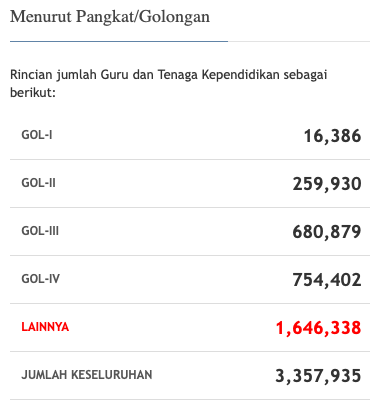 Menurut Pangkat/Golongan
Rincian jumlah Guru dan Tenaga Kependidikan sebagai
berikut:
GOL-I 16,386
GOL-II 259,930
GOL-III 680,879
GOL-IV 754,402
LAINNYA 1,646,338
JUMLAH KESELURUHAN 3,357,935